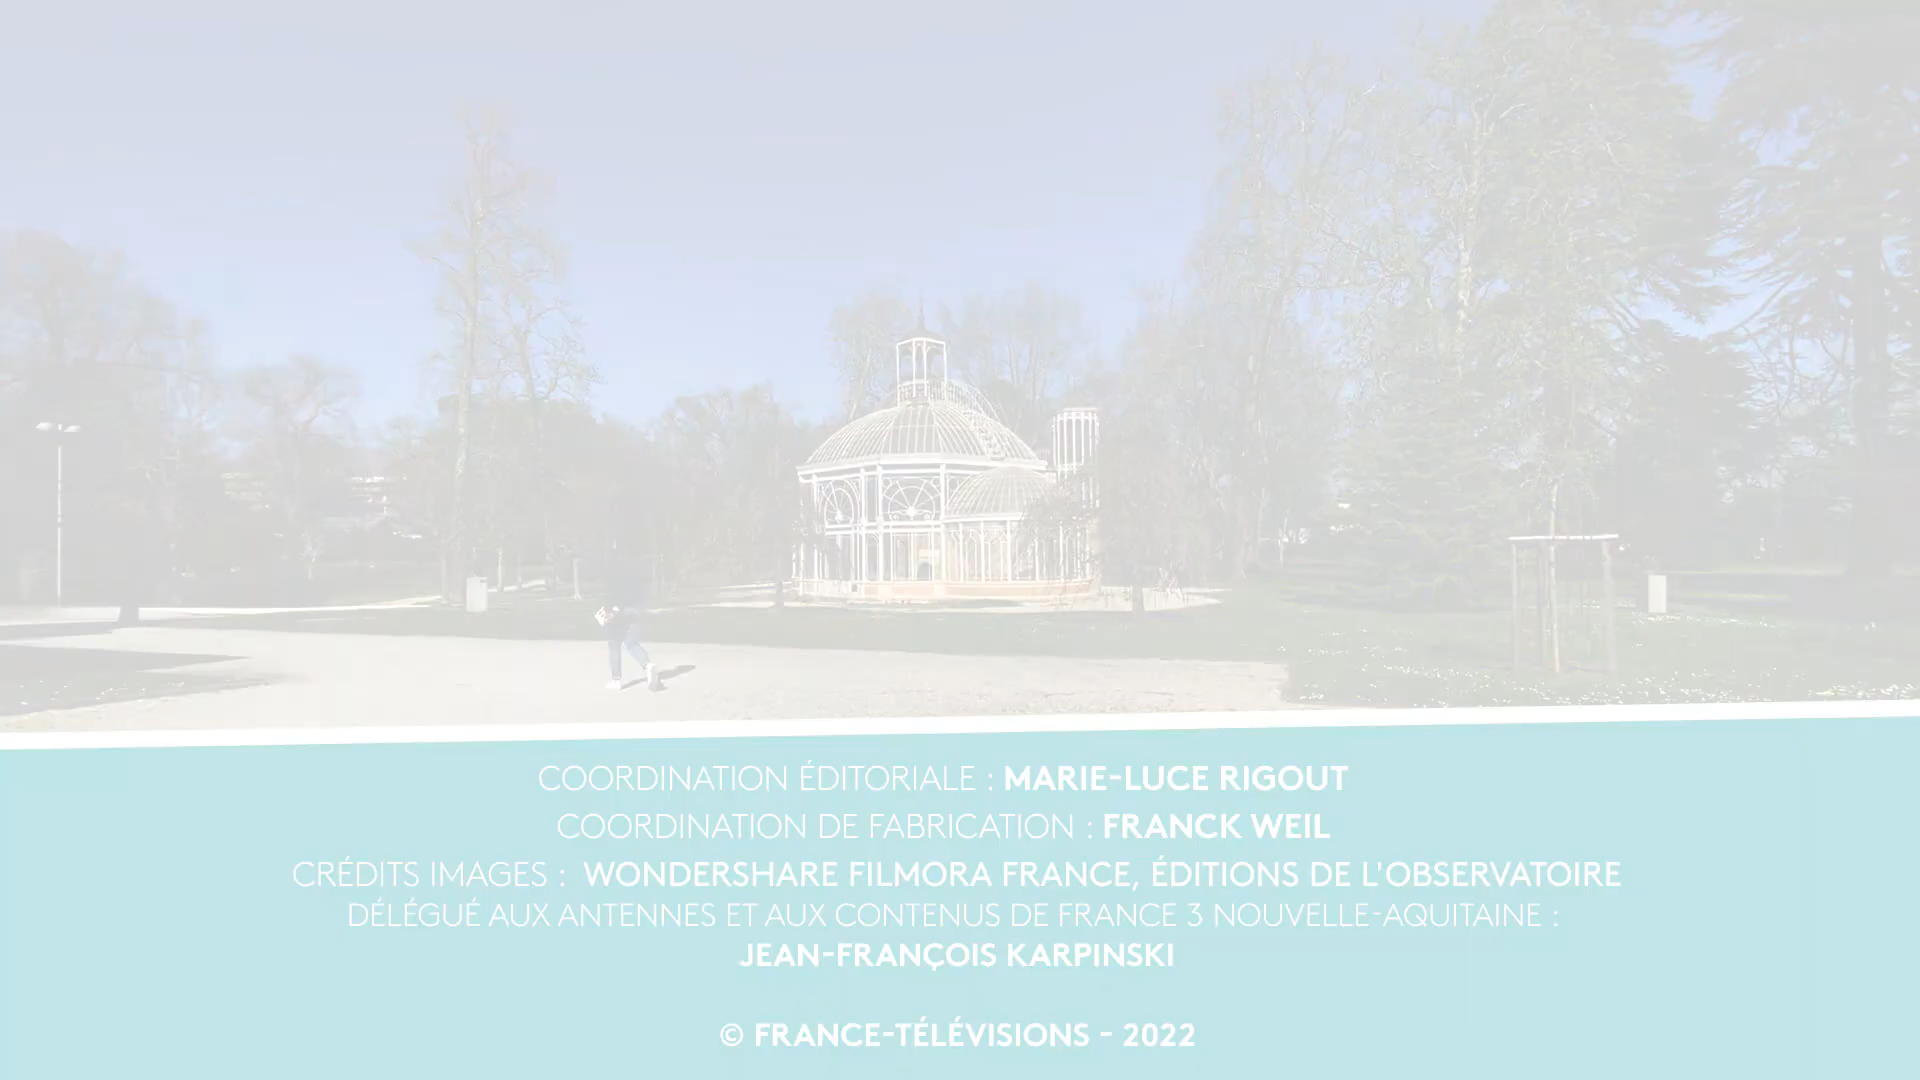 COORDINATION ÉDITORIALE : MARIE-LUCE RIGOUT
COORDINATION DE FABRICATION : FRANCK WEIL
CRÉDITS IMAGES : WONDERSHARE FILMORA FRANCE, ÉDITIONS DE L'OBSERVATOIRE
DÉLÉGUÉ AUX ANTENNES ET AUX CONTENUS DE FRANCE 3 NOUVELLE-AQUITAINE :
JEAN-FRANÇOIS KARPINSKI
© FRANCE-TÉLÉVISIONS - 2022